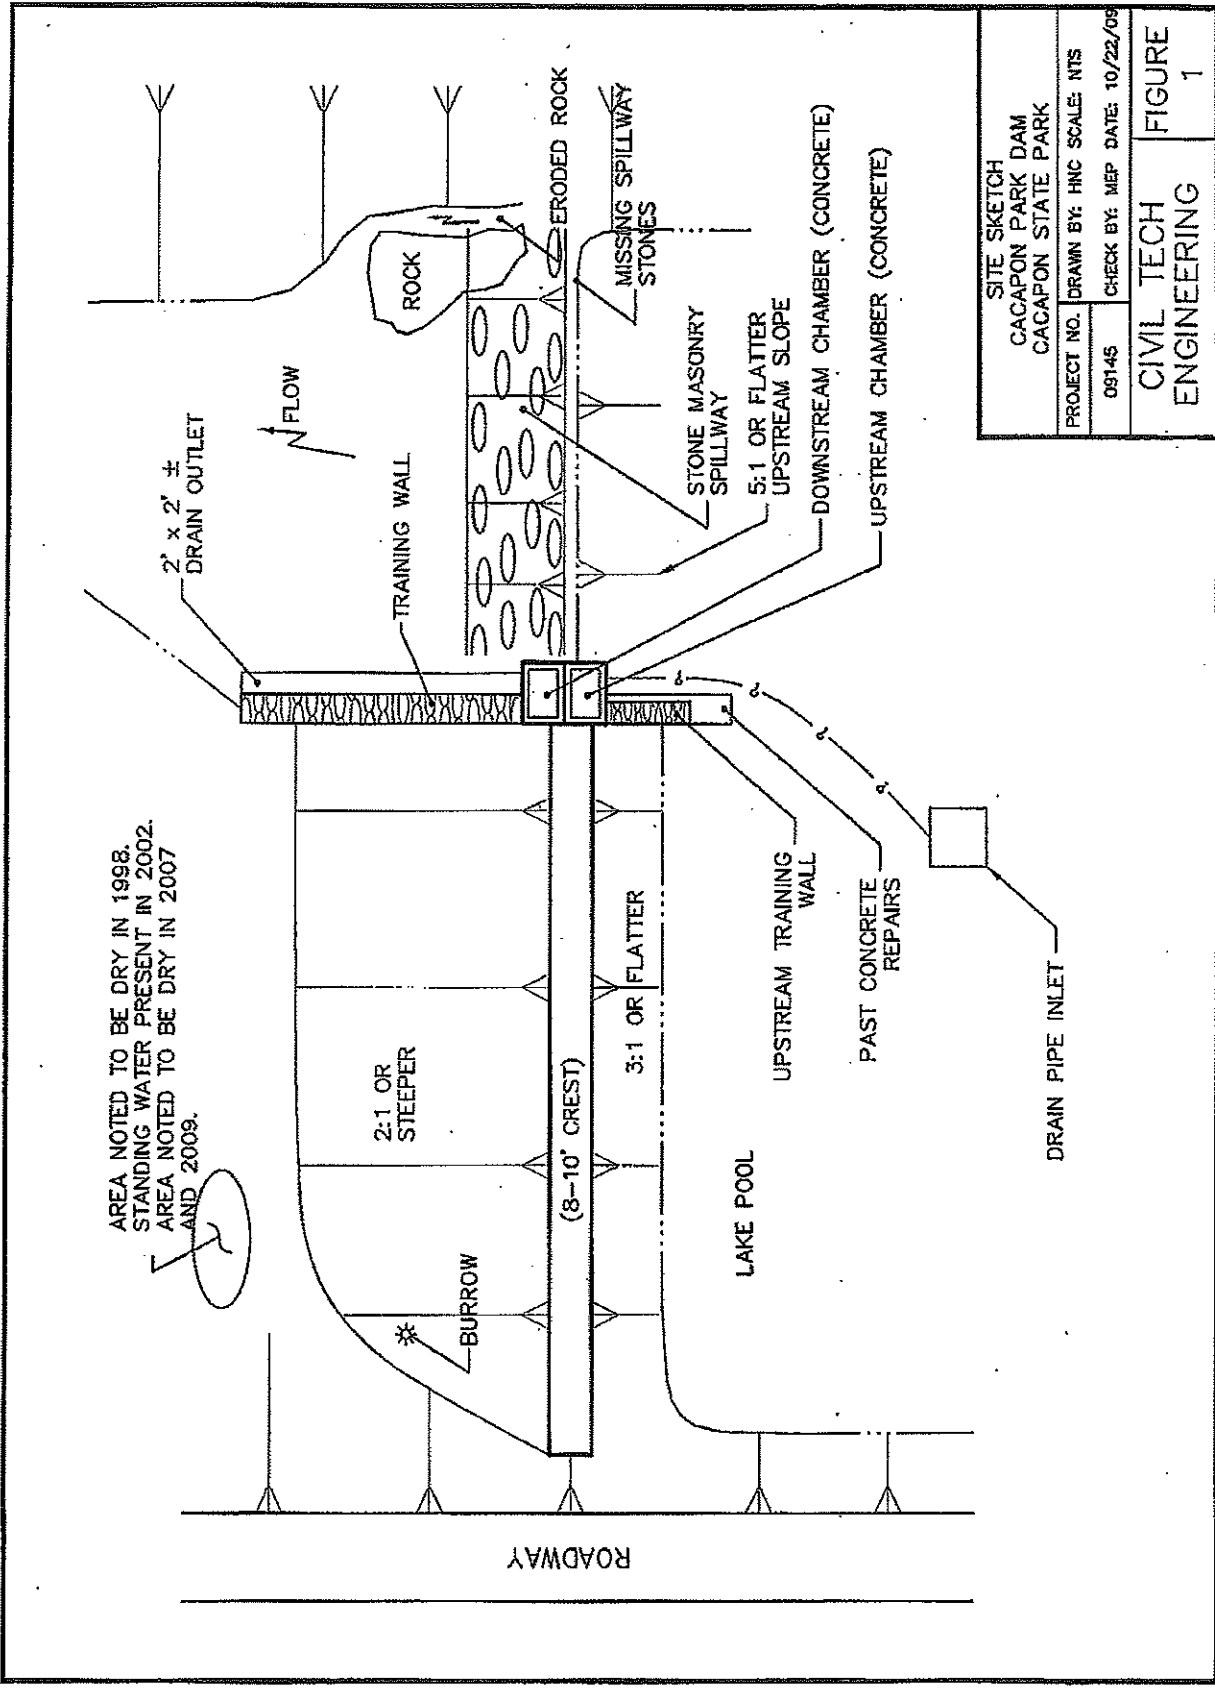 AREA NOTED TO BE DRY IN 1998.
STANDING WATER PRESENT IN 2002.
AREA NOTED TO BE DRY IN 2007
AND 2009.
2' x 2' ±
DRAIN OUTLET
FLOW
TRAINING WALL
ROCK
ERODED ROCK
MISSING SPILLWAY
STONES
STONE MASONRY
SPILLWAY
5:1 OR FLATTER
UPSTREAM SLOPE
DOWNSTREAM CHAMBER (CONCRETE)
UPSTREAM CHAMBER (CONCRETE)
2:1 OR
STEEPER
BURROW
(8-10' CREST)
3:1 OR FLATTER
LAKE POOL
UPSTREAM TRAINING
WALL
PAST CONCRETE
REPAIRS
DRAIN PIPE INLET
? ? ? ?
ROADWAY
SITE SKETCH
CACAPON PARK DAM
CACAPON STATE PARK
PROJECT NO. DRAWN BY: HNC SCALE: NTS
09145 CHECK BY: MEP DATE: 10/22/09
CIVIL TECH
ENGINEERING
FIGURE
1